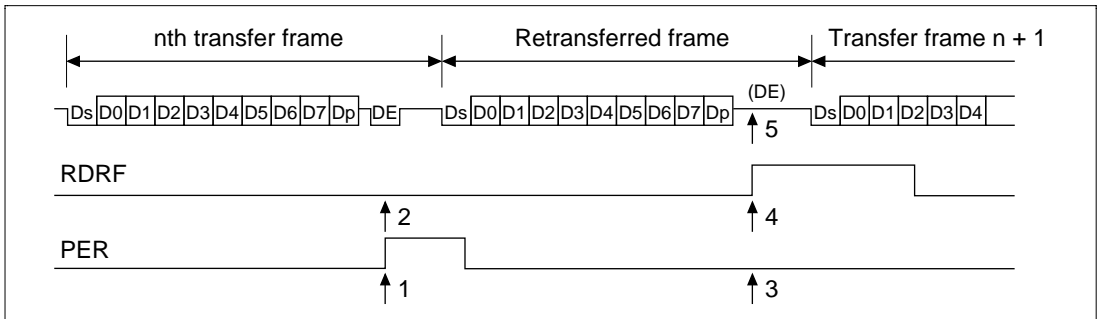 nth transfer frame Retransferred frame Transfer frame n + 1
(DE)
Ds D0 D1 D2 D3 D4 D5 D6 D7 Dp DE Ds D0 D1 D2 D3 D4 D5 D6 D7 Dp Ds D0 D1 D2 D3 D4
5
RDRF
2 4
PER
1 3